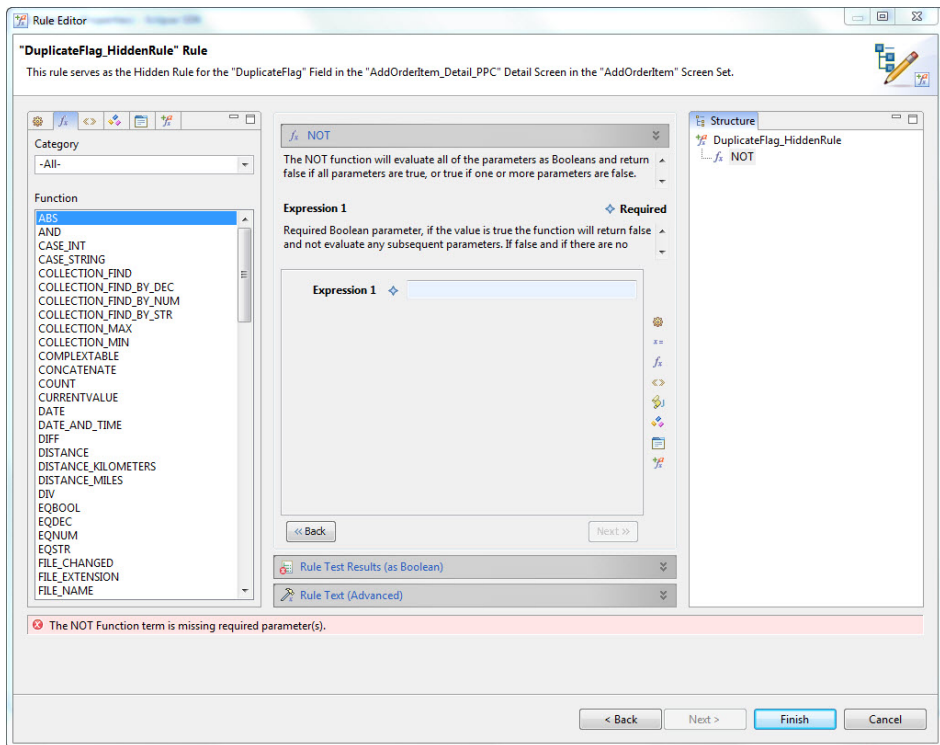 Rule Editor
"DuplicateFlag_HiddenRule" Rule
This rule serves as the Hidden Rule for the "DuplicateFlag" Field in the "AddOrderItem_Detail_PPC" Detail Screen in the "AddOrderItem" Screen Set.
Category
-All-
Function
ABS
AND
CASE_INT
CASE_STRING
COLLECTION_FIND
COLLECTION_FIND_BY_DEC
COLLECTION_FIND_BY_NUM
COLLECTION_FIND_BY_STR
COLLECTION_MAX
COLLECTION_MIN
COMPLEXTABLE
CONCATENATE
COUNT
CURRENTVALUE
DATE
DATE_AND_TIME
DIFF
DISTANCE
DISTANCE_KILOMETERS
DISTANCE_MILES
DIV
EQBOOL
EQDEC
EQNUM
EQSTR
FILE_CHANGED
FILE_EXTENSION
FILE_NAME
fx NOT
The NOT function will evaluate all of the parameters as Booleans and return
false if all parameters are true, or true if one or more parameters are false.
Expression 1 Required
Required Boolean parameter, if the value is true the function will return false
and not evaluate any subsequent parameters. If false and if there are no
Expression 1
<< Back
Next >>
Rule Test Results (as Boolean)
Rule Text (Advanced)
Structure
DuplicateFlag_HiddenRule
fx NOT
The NOT Function term is missing required parameter(s).
< Back
Next >
Finish
Cancel